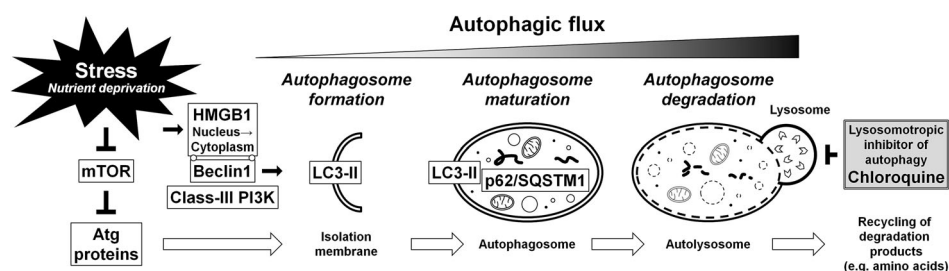 Autophagic flux
Stress
Nutrient deprivation
mTOR
Atg
proteins
HMGB1
Nucleus→
Cytoplasm
Beclin1
Class-III PI3K
Autophagosome
formation
LC3-II
Isolation
membrane
Autophagosome
maturation
LC3-II
p62/SQSTM1
Autophagosome
Autophagosome
degradation
Lysosome
Autolysosome
Lysosomotropic
inhibitor of
autophagy
Chloroquine
Recycling of
degradation
products
(e.g. amino acids)